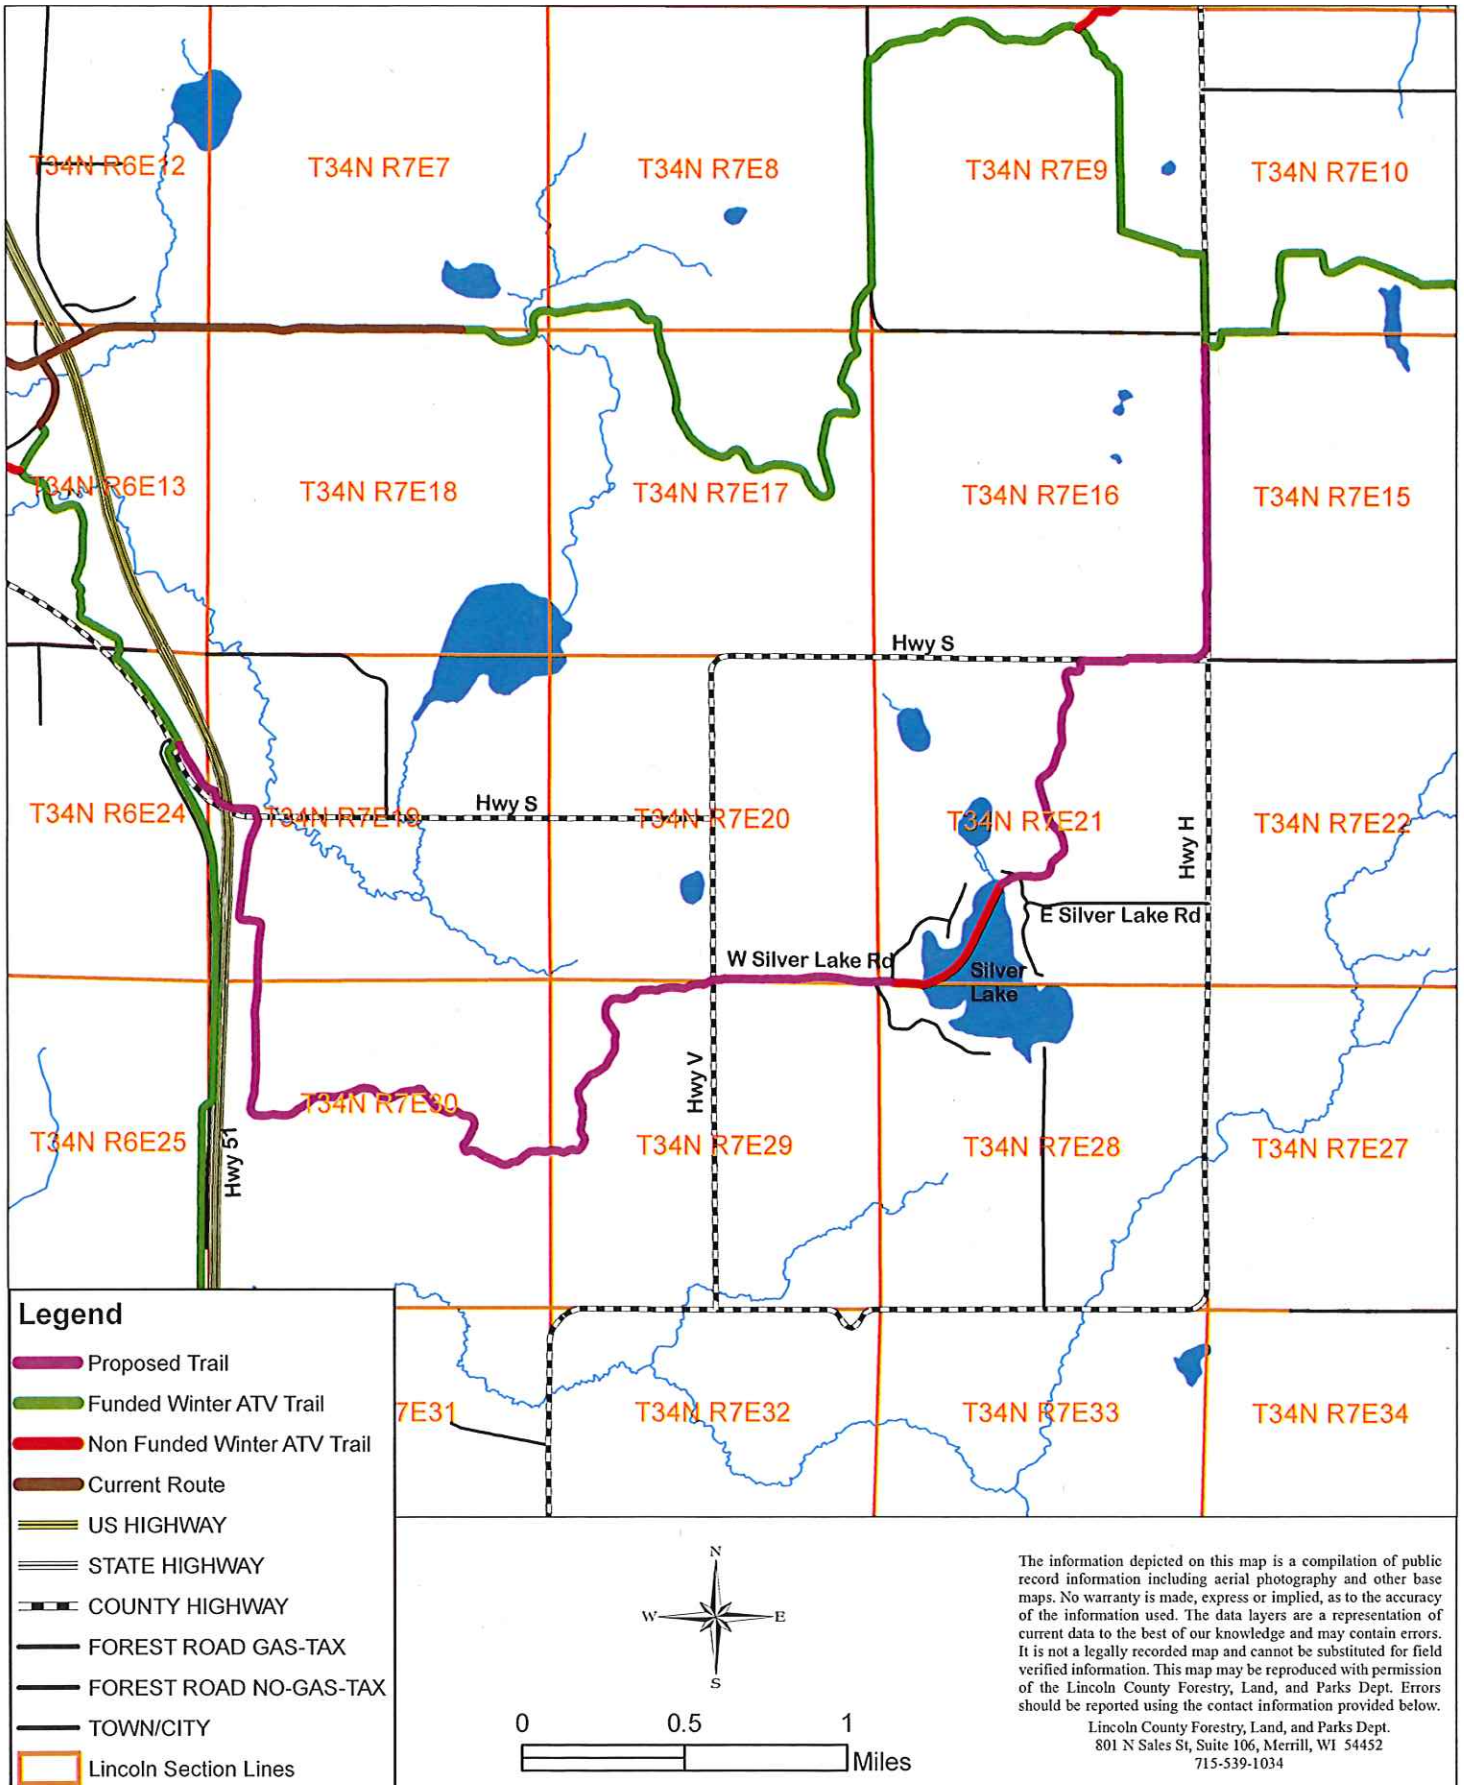 T34N R6E12
T34N R7E7
T34N R7E8
T34N R7E9
T34N R7E10
T34N R6E13
T34N R7E18
T34N R7E17
T34N R7E16
T34N R7E15
Hwy S
T34N R6E24
T34N R7E19
Hwy S
T34N R7E20
T34N R7E21
Hwy H
T34N R7E22
E Silver Lake Rd
W Silver Lake Rd
Silver
Lake
Hwy V
T34N R7E30
T34N R6E25
Hwy 51
T34N R7E29
T34N R7E28
T34N R7E27
7E31
T34N R7E32
T34N R7E33
T34N R7E34
Legend
Proposed Trail
Funded Winter ATV Trail
Non Funded Winter ATV Trail
Current Route
US HIGHWAY
STATE HIGHWAY
COUNTY HIGHWAY
FOREST ROAD GAS-TAX
FOREST ROAD NO-GAS-TAX
TOWN/CITY
Lincoln Section Lines
N
W E
S
0 0.5 1
Miles
The information depicted on this map is a compilation of public
record information including aerial photography and other base
maps. No warranty is made, express or implied, as to the accuracy
of the information used. The data layers are a representation of
current data to the best of our knowledge and may contain errors.
It is not a legally recorded map and cannot be substituted for field
verified information. This map may be reproduced with permission
of the Lincoln County Forestry, Land, and Parks Dept. Errors
should be reported using the contact information provided below.
Lincoln County Forestry, Land, and Parks Dept.
801 N Sales St, Suite 106, Merrill, WI 54452
715-539-1034